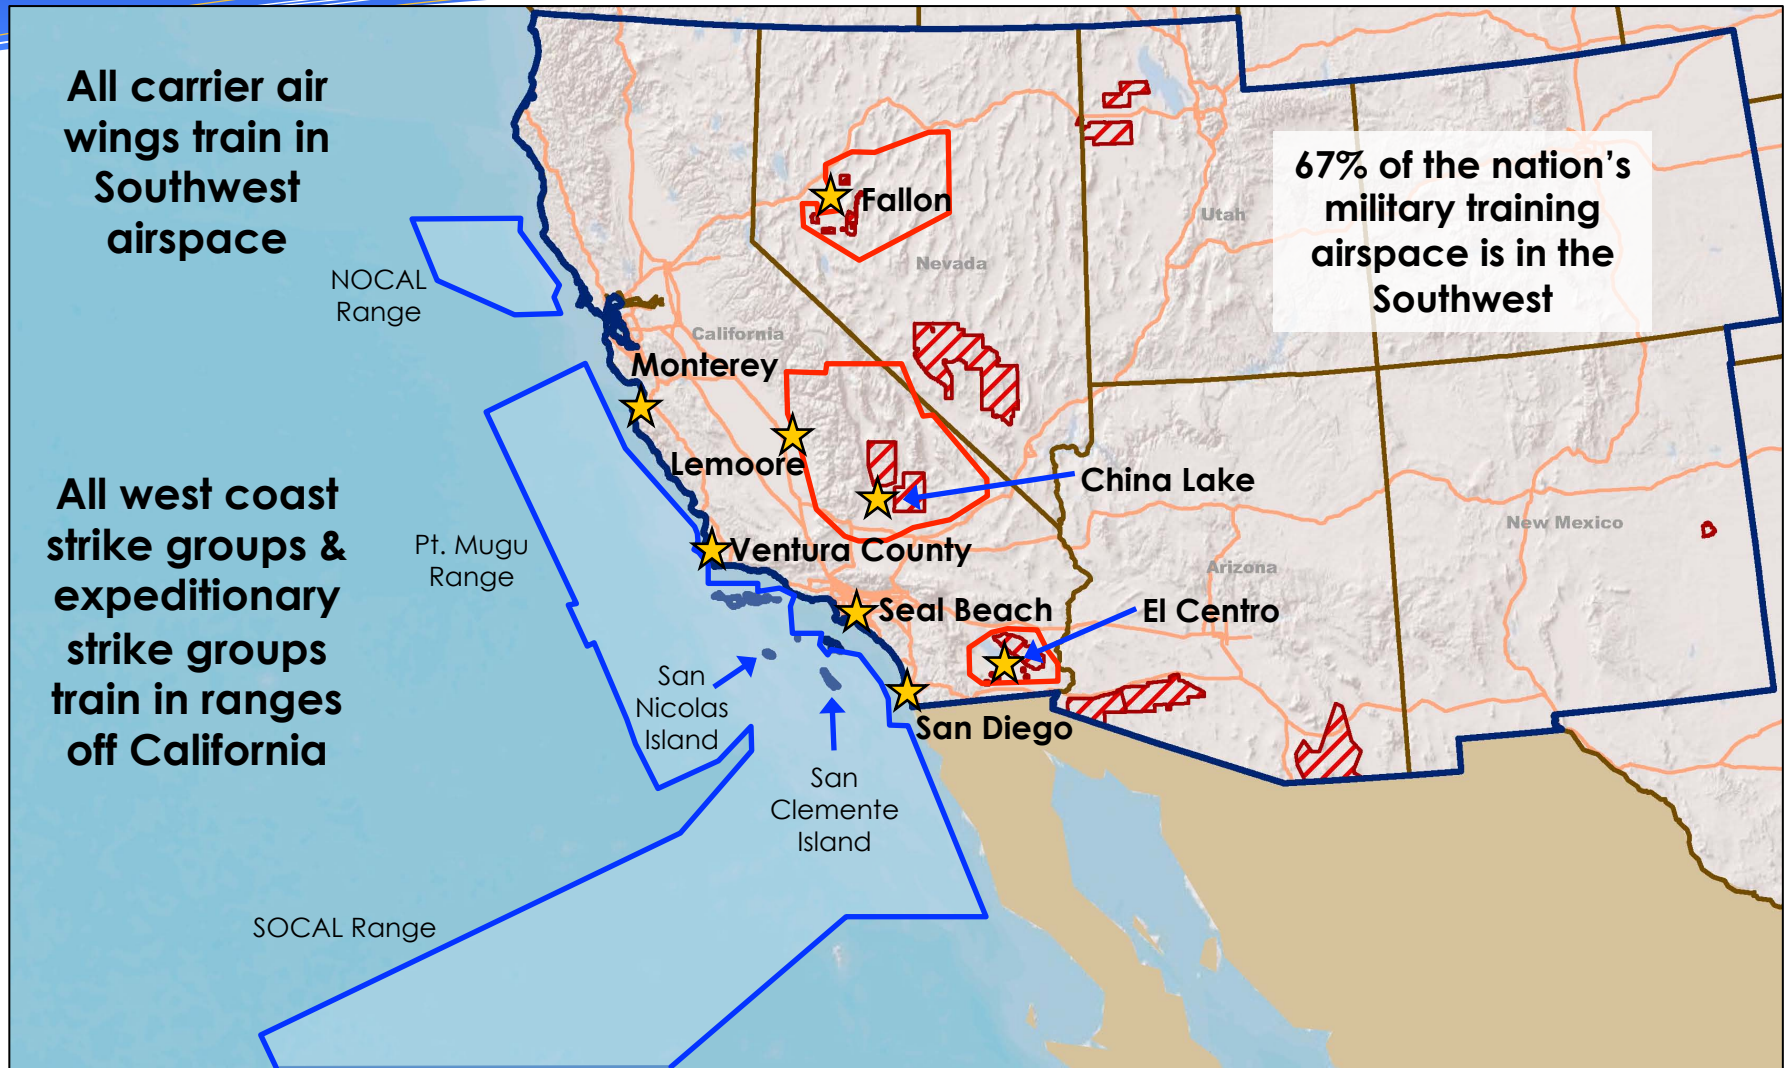 All carrier air
wings train in
Southwest
airspace
67% of the nation's
military training
airspace is in the
Southwest
Fallon
Utah
Nevada
NOCAL
Range
California
Monterey
Lemoore
China Lake
All west coast
strike groups &
expeditionary
strike groups
train in ranges
off California
New Mexico
Pt. Mugu
Range
Ventura County
Arizona
Seal Beach
El Centro
San
Nicolas
Island
San Diego
San
Clemente
Island
SOCAL Range